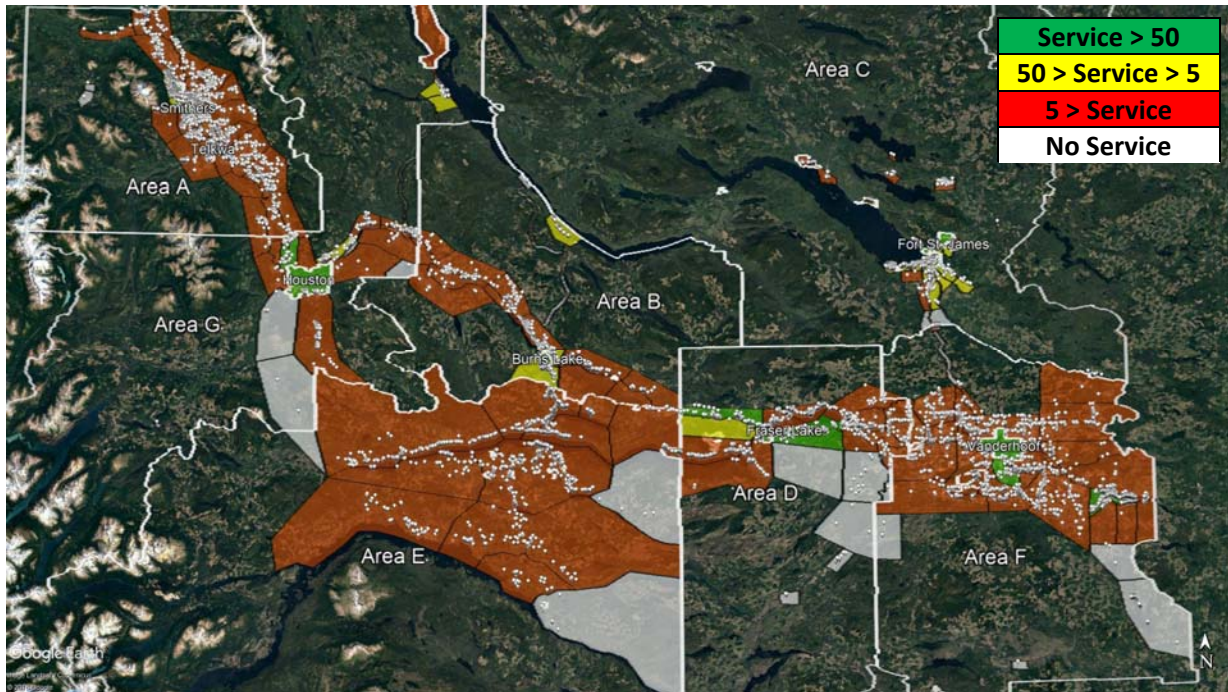 Service > 50
50 > Service > 5
5 > Service
No Service
Area C
Smithers
Telkwa
Area A
Fort St. James
Houston
Area B
Area G
Burns Lake
Fraser Lake
Vanderhoof
Area D
Area E
Area F
Google Earth
N